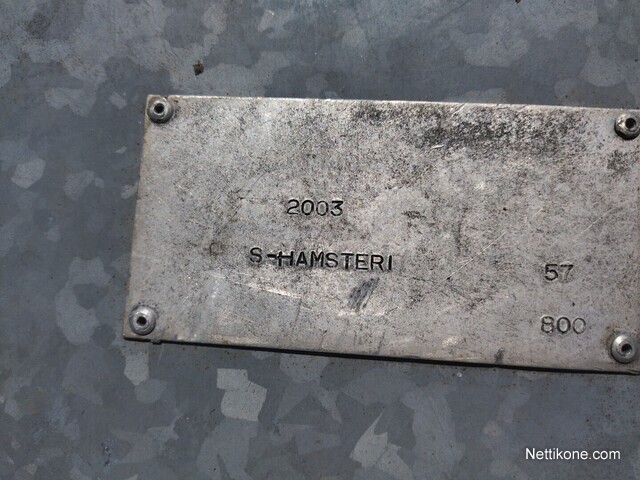 2003
S-HAMSTERI
57
800
Nettikone.com